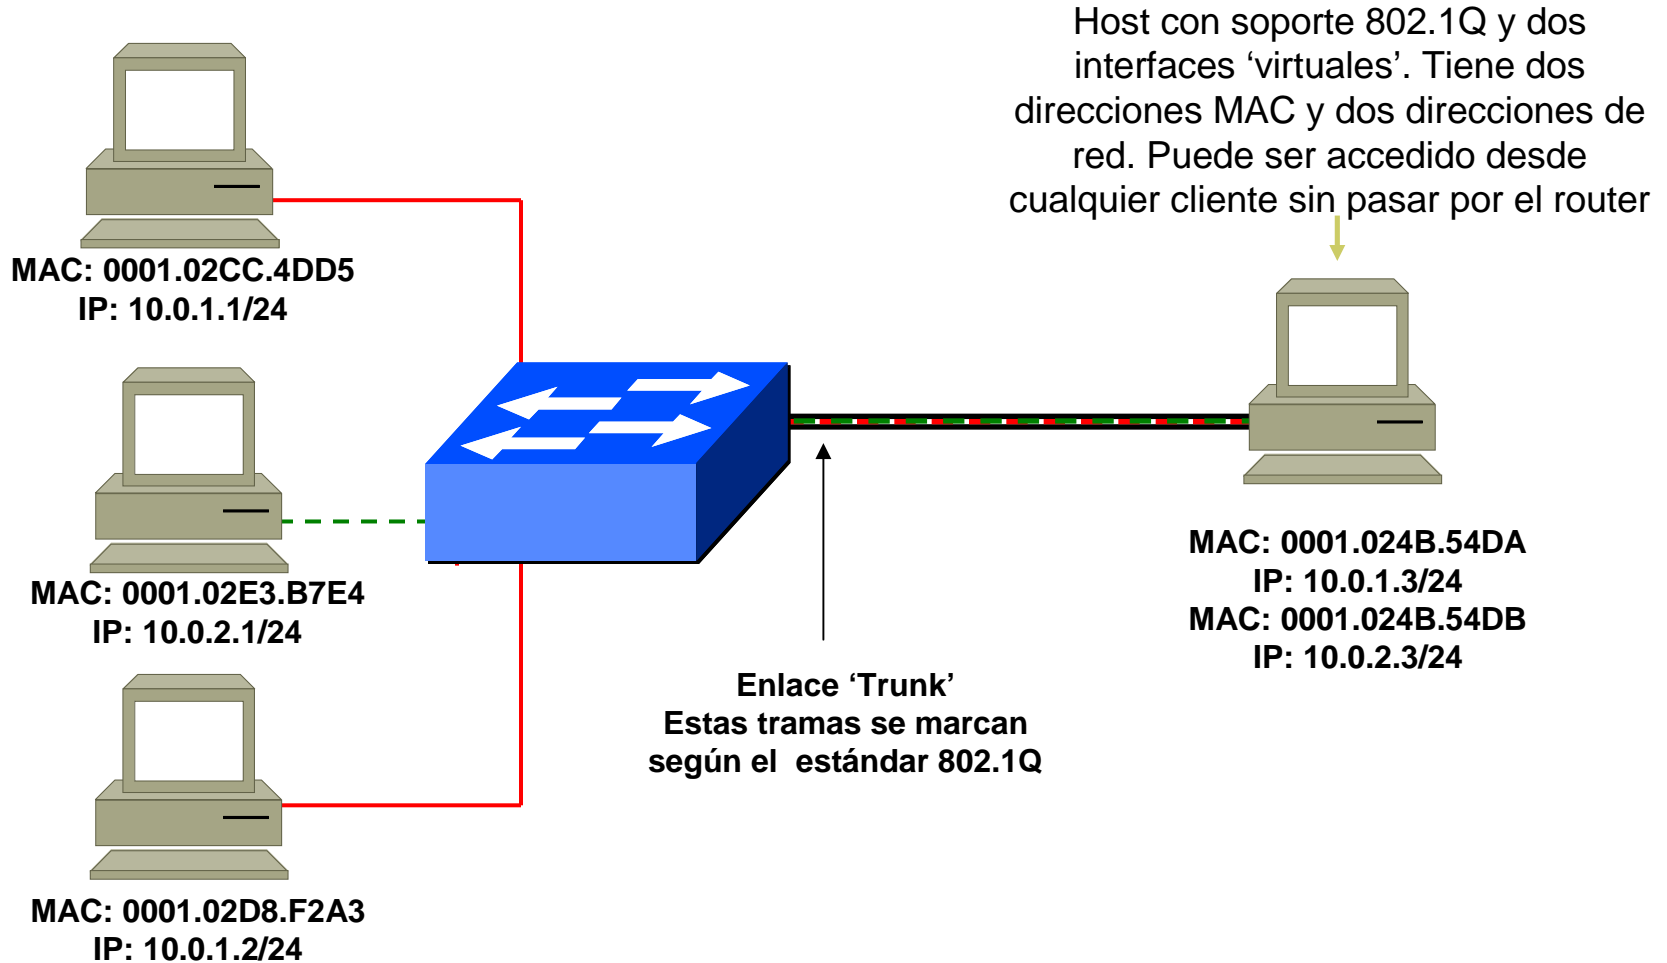 Host con soporte 802.1Q y dos
interfaces ‘virtuales’. Tiene dos
direcciones MAC y dos direcciones de
red. Puede ser accedido desde
cualquier cliente sin pasar por el router
MAC: 0001.02CC.4DD5
IP: 10.0.1.1/24
MAC: 0001.02E3.B7E4
IP: 10.0.2.1/24
MAC: 0001.02D8.F2A3
IP: 10.0.1.2/24
Enlace ‘Trunk’
Estas tramas se marcan
según el estándar 802.1Q
MAC: 0001.024B.54DA
IP: 10.0.1.3/24
MAC: 0001.024B.54DB
IP: 10.0.2.3/24